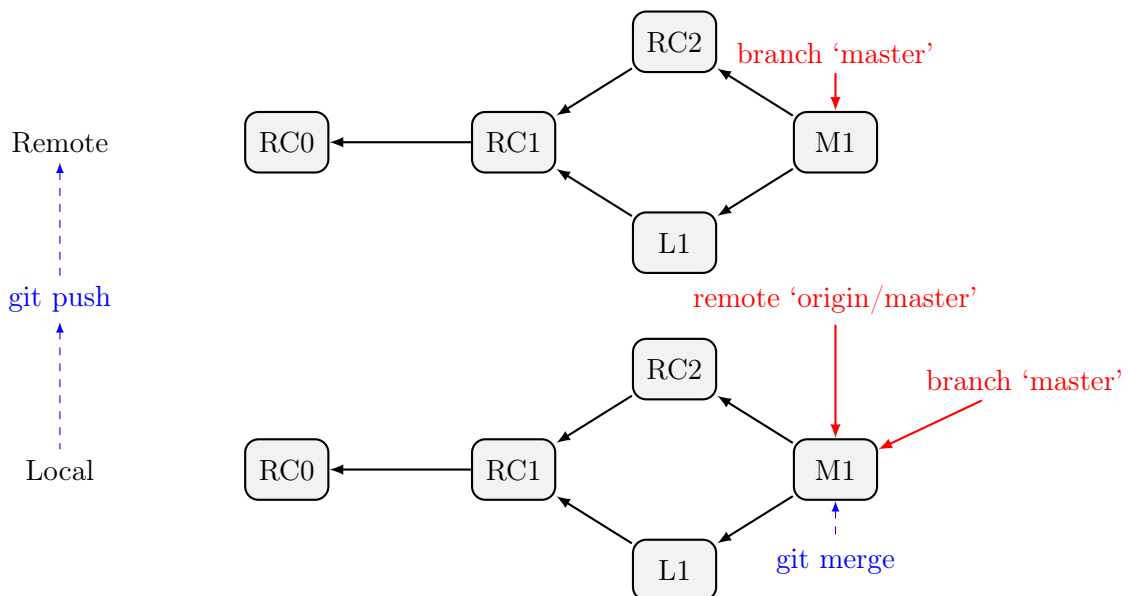 RC2
branch ‘master’
Remote
RC0
RC1
M1
L1
git push
remote ‘origin/master’
RC2
branch ‘master’
Local
RC0
RC1
M1
git merge
L1